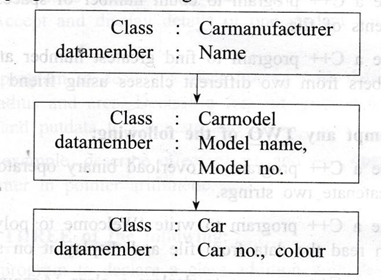 Class : Carmanufacturer
datamember : Name
Class : Carmodel
datamember : Model name,
Model no.
Class : Car
datamember : Car no., colour